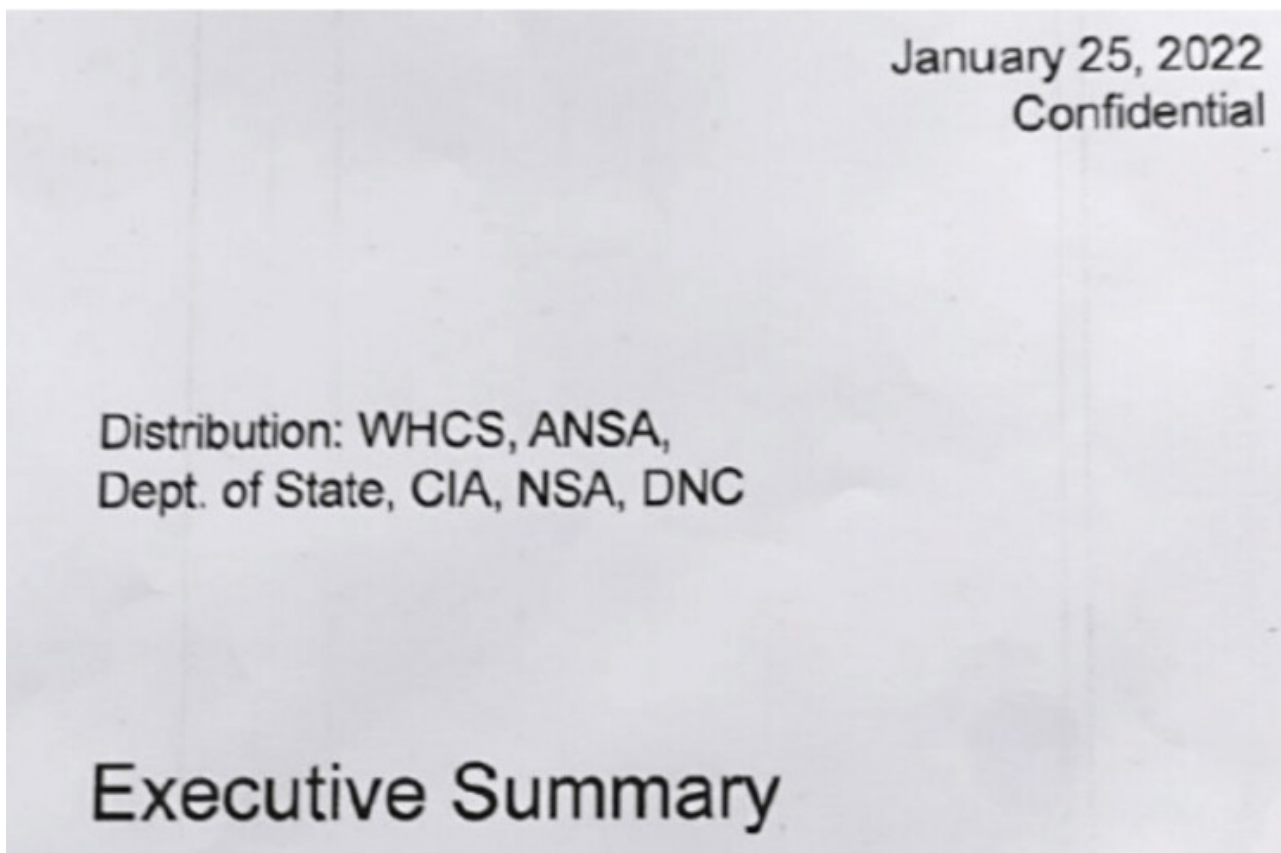 January 25, 2022
Confidential
Distribution: WHCS, ANSA,
Dept. of State, CIA, NSA, DNC
Executive Summary